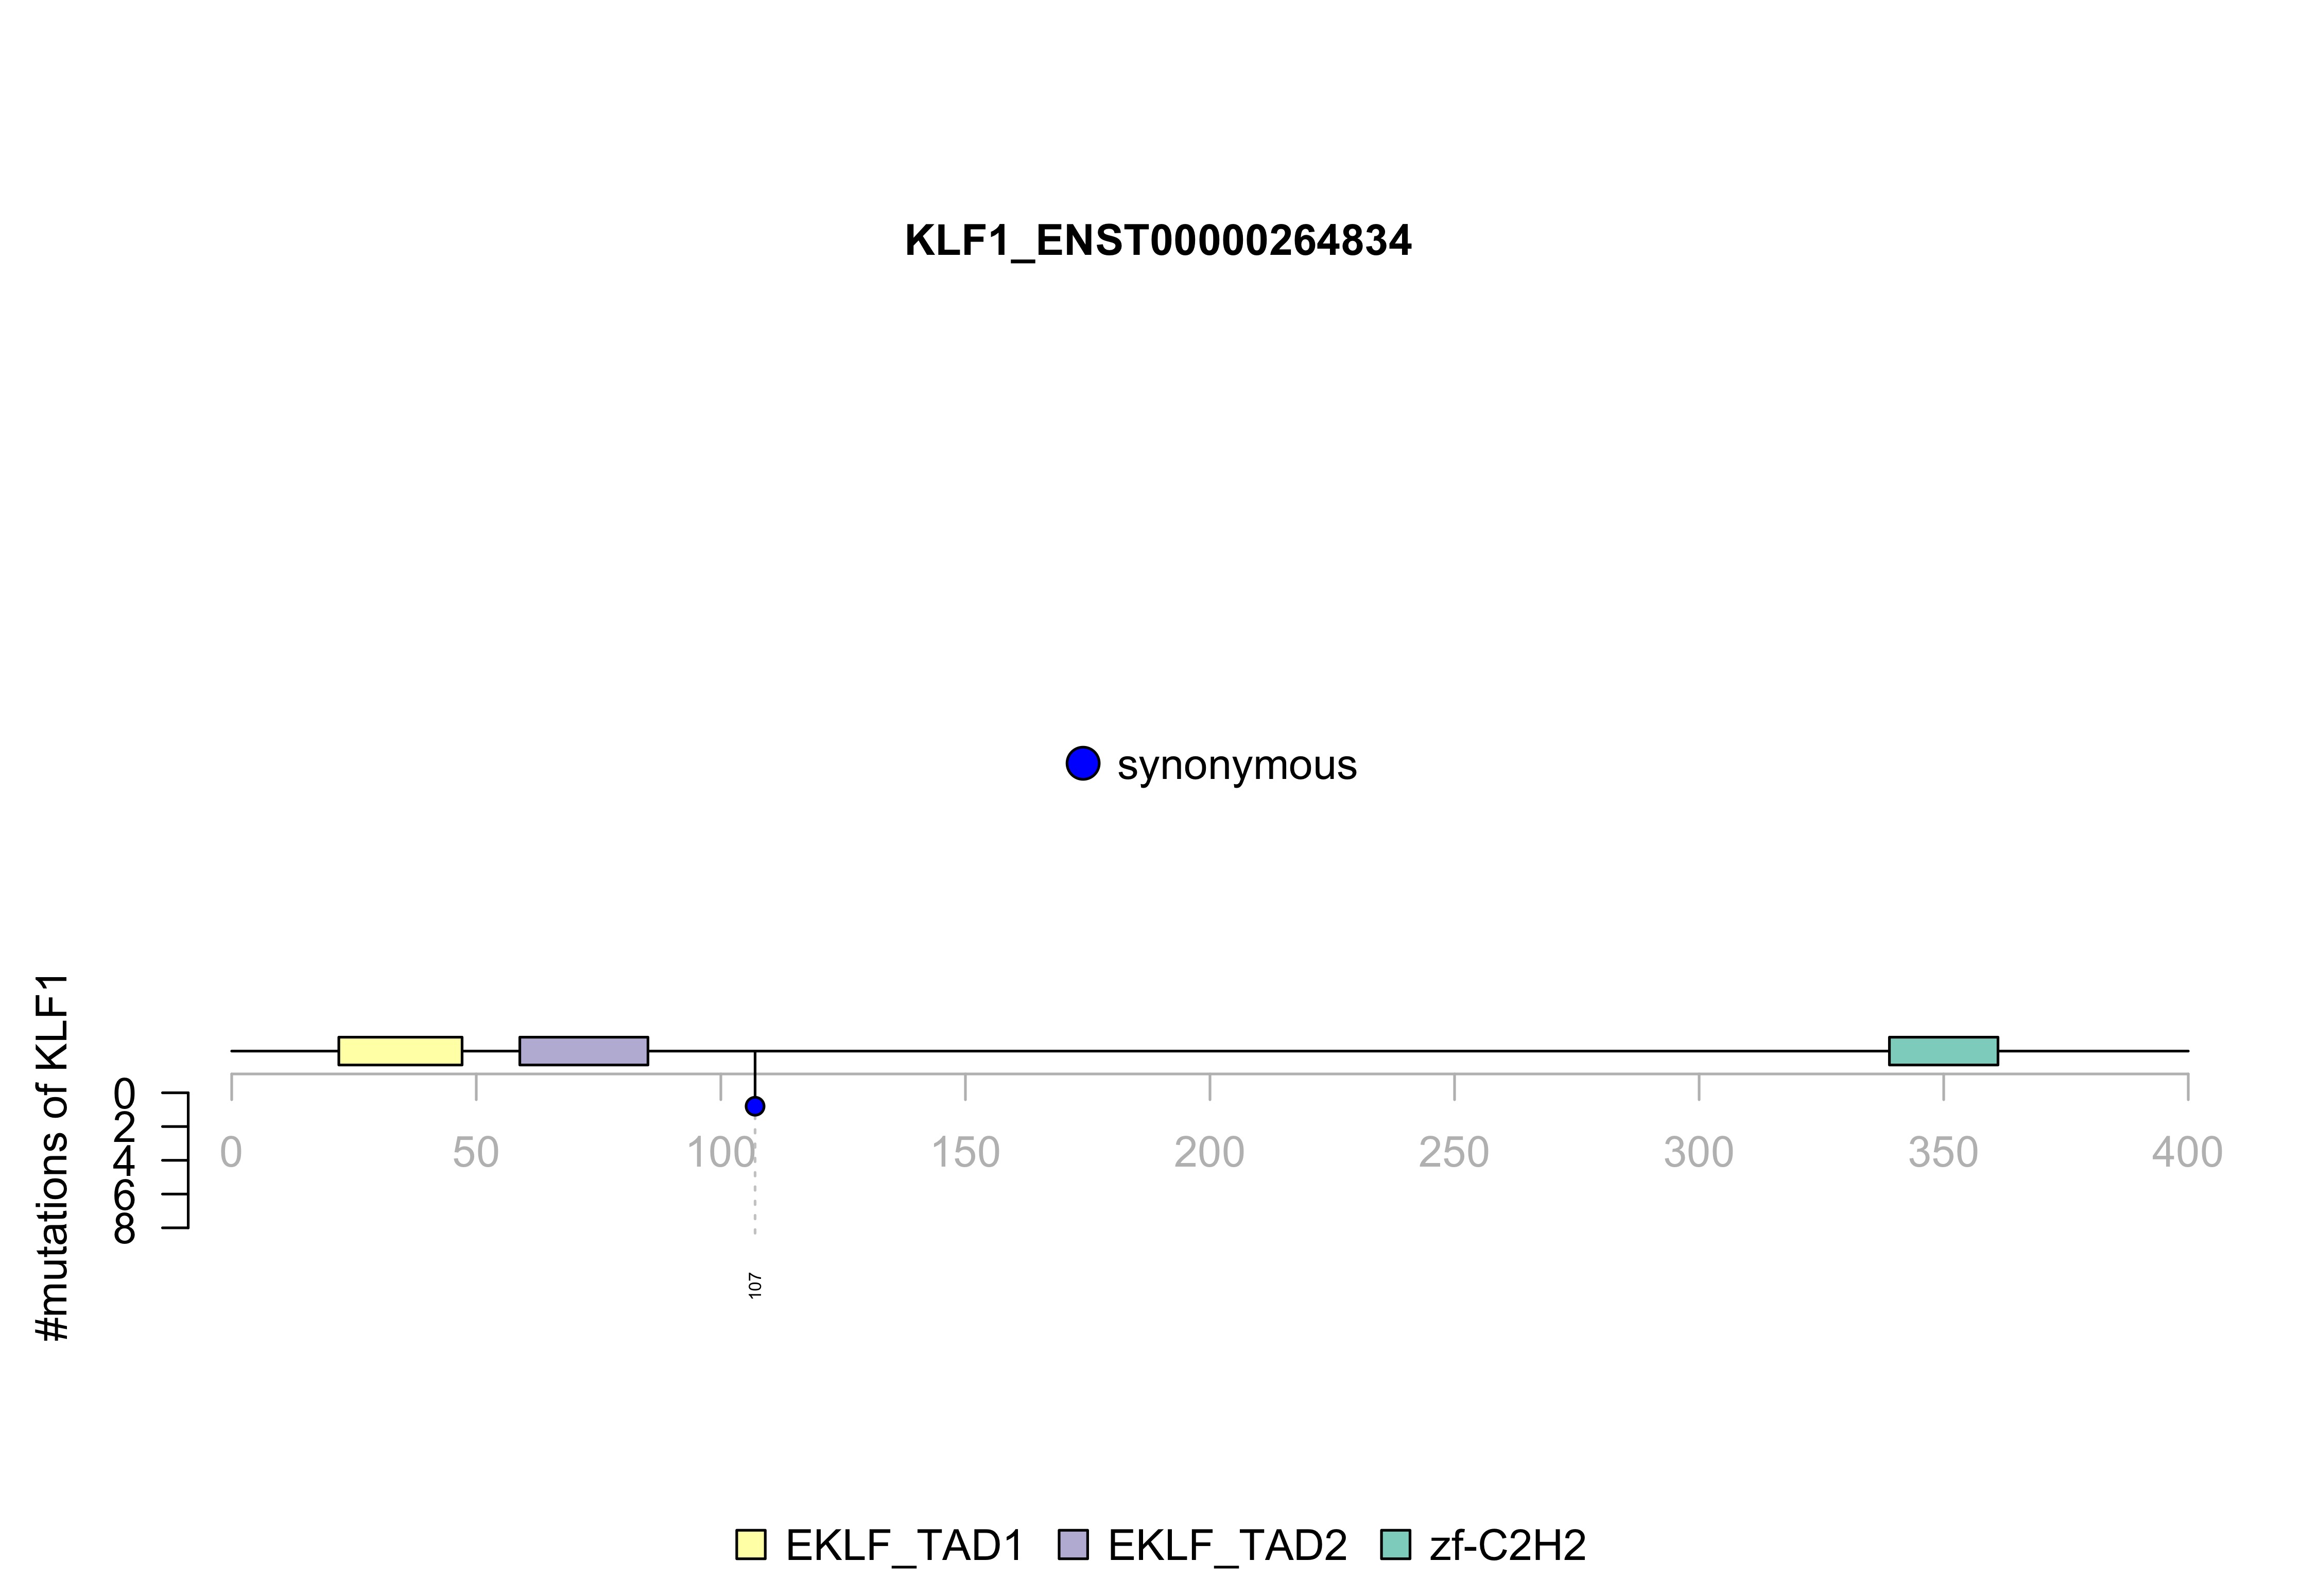 KLF1_ENST00000264834
synonymous
#mutations of KLF1
0
2
4
6
8
0 50 100 150 200 250 300 350 400
107
EKLF_TAD1 EKLF_TAD2 zf-C2H2